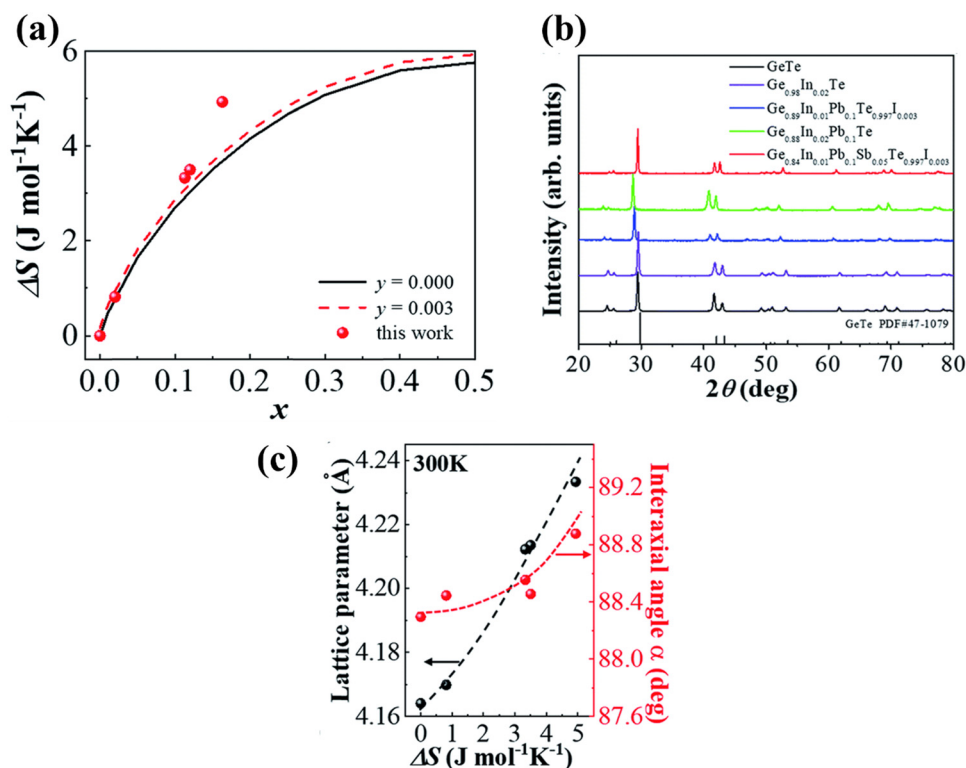 (a)
6
4
2
0
ΔS (J mol⁻¹K⁻¹)
y = 0.000
y = 0.003
this work
0.0 0.1 0.2 0.3 0.4 0.5
x
(b)
GeTe
Ge₀.₉₈In₀.₀₂Te
Ge₀.₈₉In₀.₀₁Pb₀.₁Te₀.₉₉₇I₀.₀₀₃
Ge₀.₈₈In₀.₀₂Pb₀.₁Te
Ge₀.₈₄In₀.₀₁Pb₀.₁Sb₀.₀₅Te₀.₉₉₇I₀.₀₀₃
Intensity (arb. units)
GeTe PDF#47-1079
20 30 40 50 60 70 80
2θ (deg)
(c)
300K
4.24
4.22
4.20
4.18
4.16
Lattice parameter (Å)
89.2
88.8
88.4
88.0
87.6
Interaxial angle α (deg)
0 1 2 3 4 5
ΔS (J mol⁻¹K⁻¹)